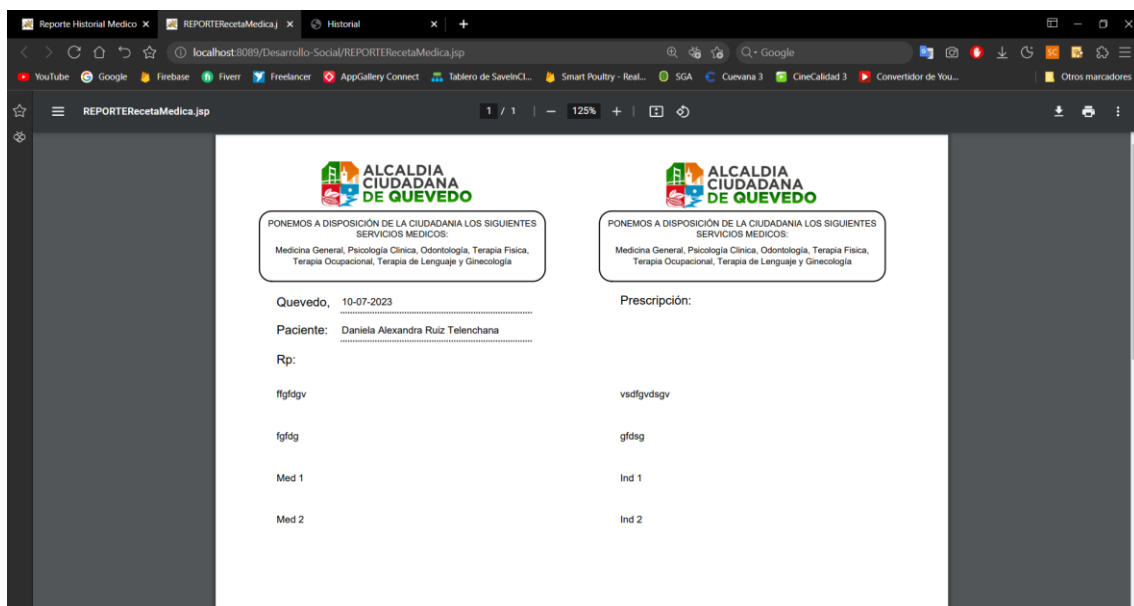 Reporte Historial Medico
REPORTERecetaMedica.j
Historial
localhost:8089/Desarrollo-Social/REPORTERecetaMedica.jsp
Google
YouTube Google Firebase Fiverr Freelancer AppGallery Connect Tablero de SaveInCl... Smart Poultry - Real... SGA Cuevana 3 CineCalidad 3 Convertidor de You... Otros marcadores
REPORTERecetaMedica.jsp 1 / 1 125%
ALCALDIA
CIUDADANA
DE QUEVEDO
PONEMOS A DISPOSICIÓN DE LA CIUDADANIA LOS SIGUIENTES
SERVICIOS MEDICOS:
Medicina General, Psicología Clinica, Odontología, Terapia Fisica,
Terapia Ocupacional, Terapia de Lenguaje y Ginecología
Quevedo, 10-07-2023
Paciente: Daniela Alexandra Ruiz Telenchana
Rp:
ffgfdgv
fgfdg
Med 1
Med 2
ALCALDIA
CIUDADANA
DE QUEVEDO
PONEMOS A DISPOSICIÓN DE LA CIUDADANIA LOS SIGUIENTES
SERVICIOS MEDICOS:
Medicina General, Psicología Clinica, Odontología, Terapia Fisica,
Terapia Ocupacional, Terapia de Lenguaje y Ginecología
Prescripción:
vsdfgvdsgv
gfdsg
Ind 1
Ind 2